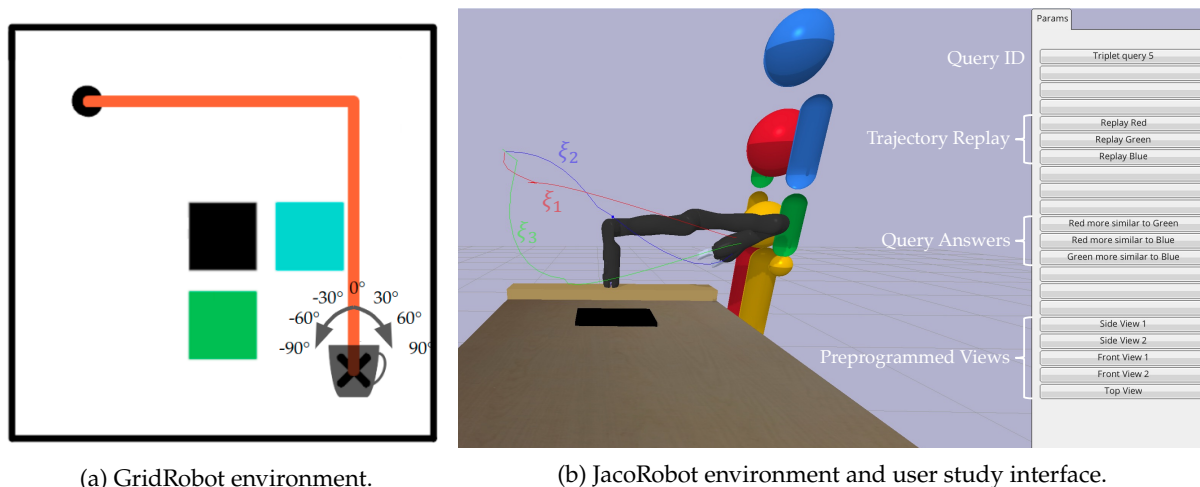 0°
-30° 30°
-60° 60°
-90° 90°
(a) GridRobot environment.
ξ2
ξ1
ξ3
Params
Query ID
Triplet query 5
Trajectory Replay
Replay Red
Replay Green
Replay Blue
Query Answers
Red more similar to Green
Red more similar to Blue
Green more similar to Blue
Preprogrammed Views
Side View 1
Side View 2
Front View 1
Front View 2
Top View
(b) JacoRobot environment and user study interface.